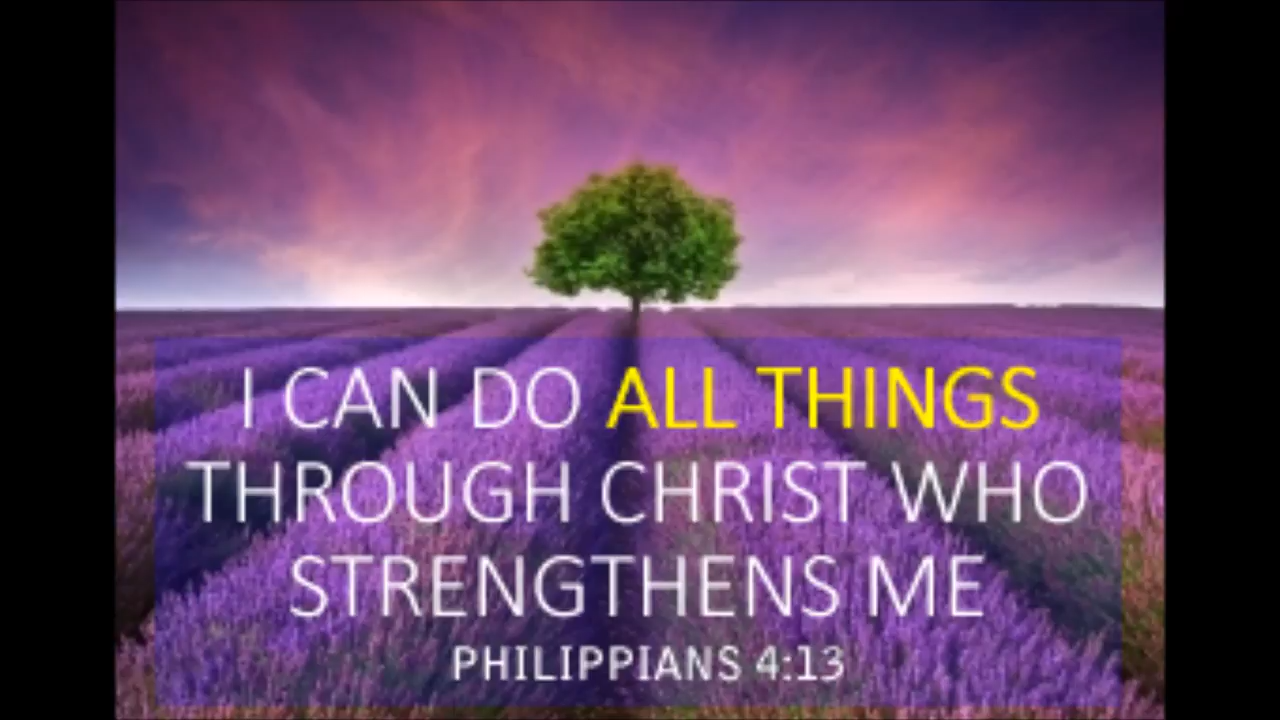 I CAN DO ALL THINGS
THROUGH CHRIST WHO
STRENGTHENS ME
PHILIPPIANS 4:13